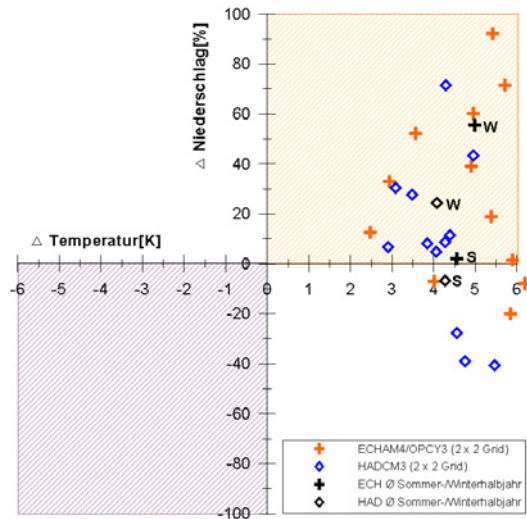 100
80
60
40
20
0
-20
-40
-60
-80
-100
△ Niederschlag[%]
△ Temperatur[K]
-6 -5 -4 -3 -2 -1 0 1 2 3 4 5 6
W
W
S
S
ECHAM4/OPCY3 (2 x 2 Grid)
HADCM3 (2 x 2 Grid)
ECH Ø Sommer-/Winterhalbjahr
HAD Ø Sommer-/Winterhalbjahr